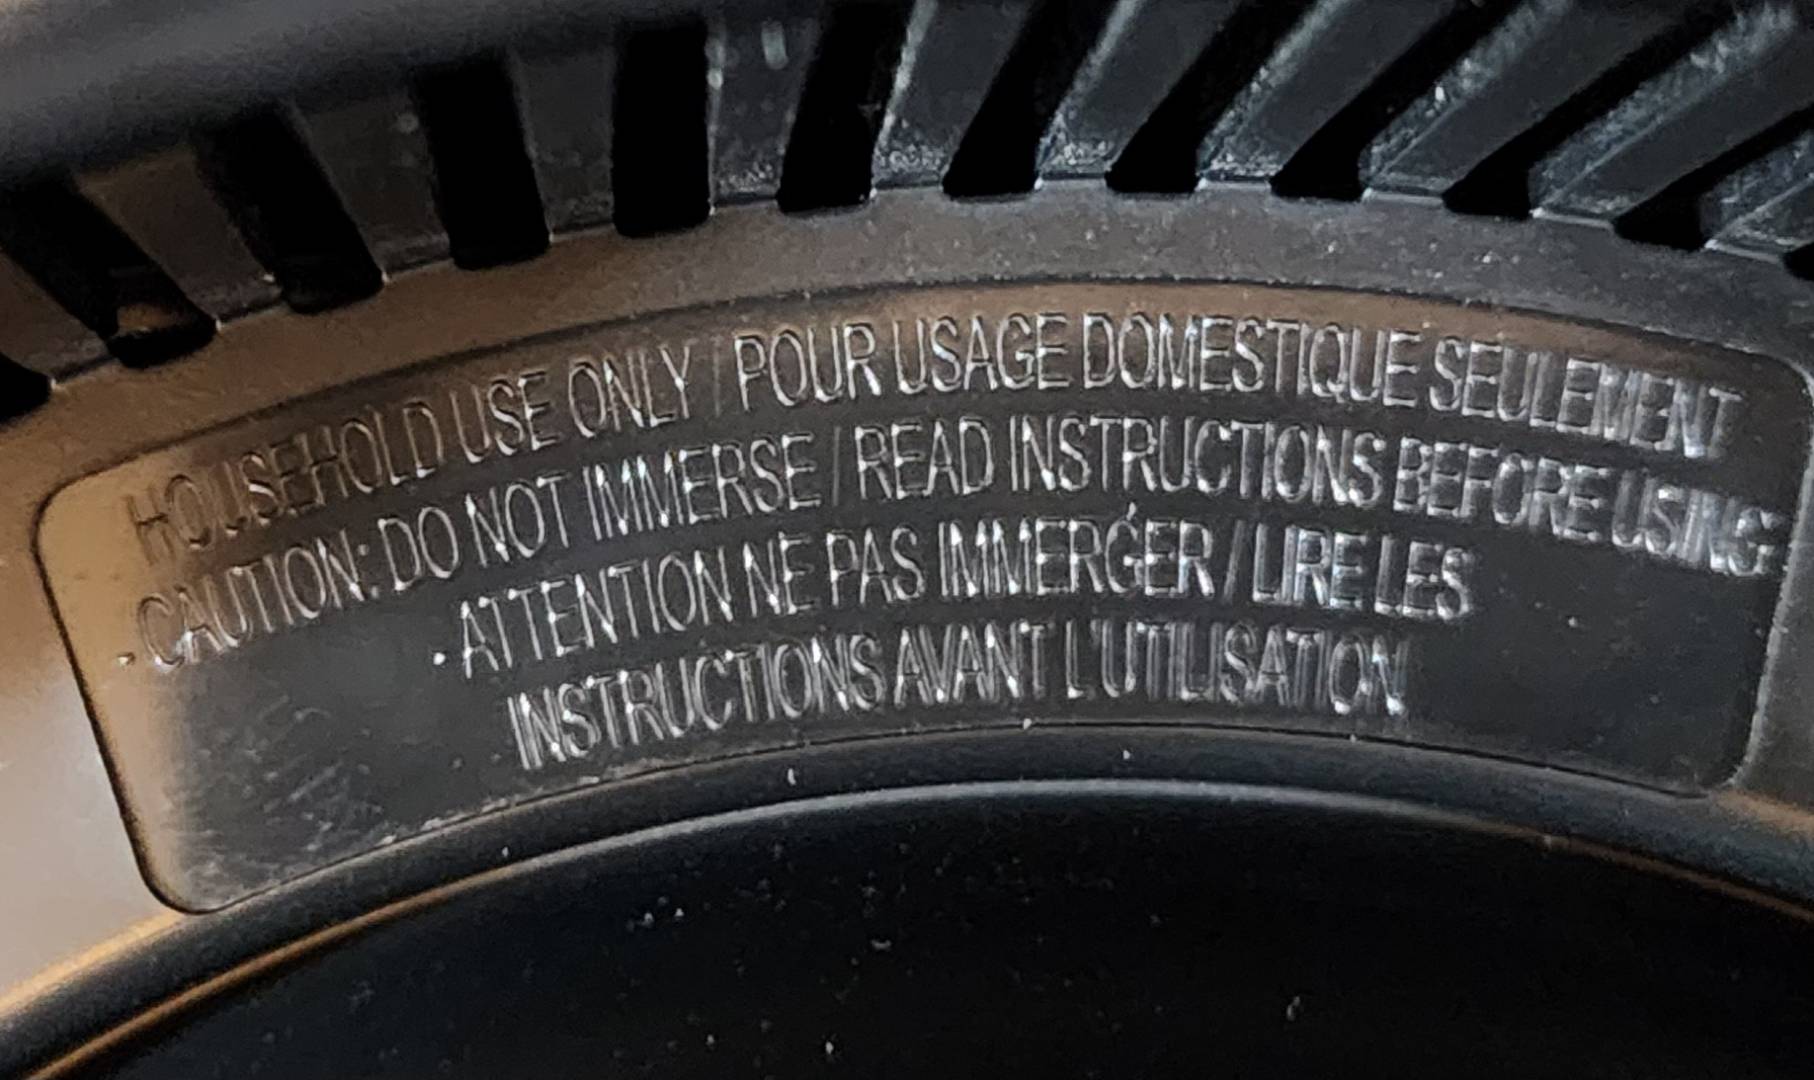 HOUSEHOLD USE ONLY / POUR USAGE DOMESTIQUE SEULEMENT
· CAUTION: DO NOT IMMERSE / READ INSTRUCTIONS BEFORE USING
· ATTENTION NE PAS IMMERGÉR / LIRE LES
INSTRUCTIONS AVANT L'UTILISATION